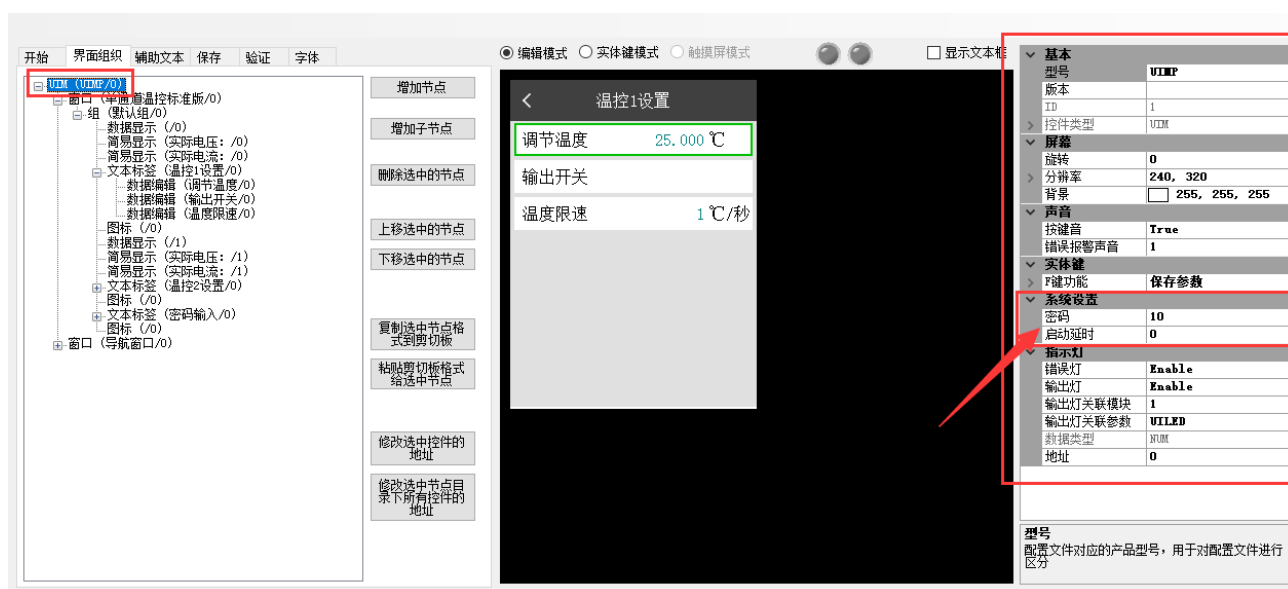 开始 界面组织 辅助文本 保存 验证 字体
UIM (UIMP/0)
窗口 (单通道温控标准版/0)
组 (默认组/0)
数据显示 (/0)
简易显示 (实际电压: /0)
简易显示 (实际电流: /0)
文本标签 (温控1设置/0)
数据编辑 (调节温度/0)
数据编辑 (输出开关/0)
数据编辑 (温度限速/0)
图标 (/0)
数据显示 (/1)
简易显示 (实际电压: /1)
简易显示 (实际电流: /1)
文本标签 (温控2设置/0)
图标 (/0)
文本标签 (密码输入/0)
图标 (/0)
窗口 (导航窗口/0)
增加节点
增加子节点
删除选中的节点
上移选中的节点
下移选中的节点
复制选中节点格
式到剪切板
粘贴剪切板格式
给选中节点
修改选中控件的
地址
修改选中节点目
录下所有控件的
地址
编辑模式 实体键模式 触摸屏模式 显示文本框
温控1设置
调节温度 25.000 ℃
输出开关
温度限速 1 ℃/秒
基本
型号 UIMP
版本
ID 1
控件类型 UIM
屏幕
旋转 0
分辨率 240, 320
背景 255, 255, 255
声音
按键音 True
错误报警声音 1
实体键
F键功能 保存参数
系统设置
密码 10
启动延时 0
指示灯
错误灯 Enable
输出灯 Enable
输出灯关联模块 1
输出灯关联参数 UILED
数据类型 NUM
地址 0
型号
配置文件对应的产品型号，用于对配置文件进行
区分